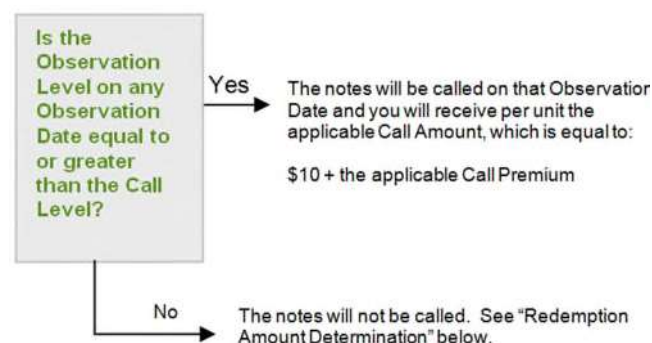 Is the
Observation
Level on any
Observation
Date equal to
or greater
than the Call
Level?
Yes
The notes will be called on that Observation
Date and you will receive per unit the
applicable Call Amount, which is equal to:
$10 + the applicable Call Premium
No
The notes will not be called. See “Redemption
Amount Determination” below.